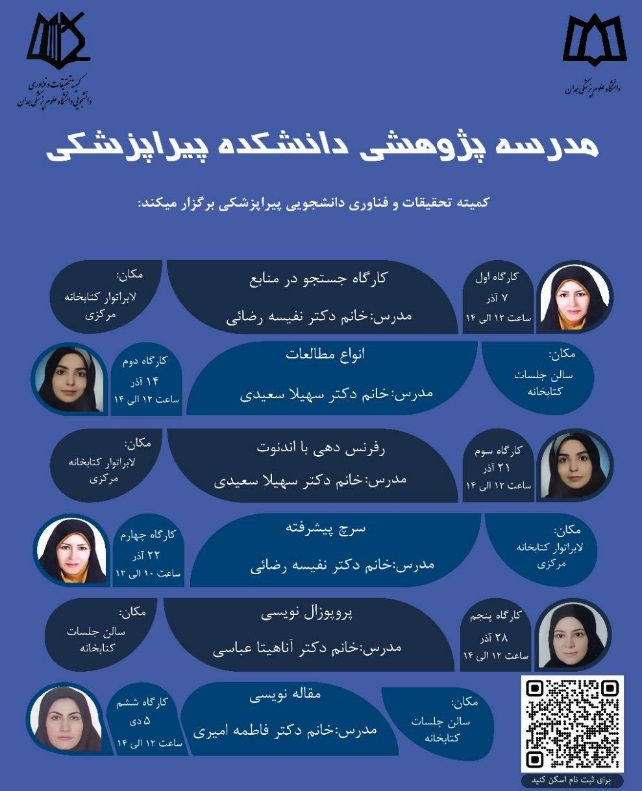 کمیته تحقیقات و فناوری
دانشجویی دانشگاه علوم پزشکی همدان
دانشگاه علوم پزشکی همدان
مدرسه پژوهشی دانشکده پیراپزشکی
کمیته تحقیقات و فناوری دانشجویی پیراپزشکی برگزار میکند:
کارگاه اول
۷ آذر
ساعت ۱۲ الی ۱۴
کارگاه جستجو در منابع
مدرس:خانم دکتر نفیسه رضائی
مکان:
لابراتوار کتابخانه
مرکزی
مکان:
سالن جلسات
کتابخانه
انواع مطالعات
مدرس:خانم دکتر سهیلا سعیدی
کارگاه دوم
۱۴ آذر
ساعت ۱۲ الی ۱۴
کارگاه سوم
۲۱ آذر
ساعت ۱۲ الی ۱۴
رفرنس دهی با اندنوت
مدرس:خانم دکتر سهیلا سعیدی
مکان:
لابراتوار کتابخانه
مرکزی
مکان:
لابراتوار کتابخانه
مرکزی
سرچ پیشرفته
مدرس:خانم دکتر نفیسه رضائی
کارگاه چهارم
۲۲ آذر
ساعت ۱۰ الی ۱۲
کارگاه پنجم
۲۸ آذر
ساعت ۱۲ الی ۱۴
پروپوزال نویسی
مدرس:خانم دکتر آناهیتا عباسی
مکان:
سالن جلسات
کتابخانه
مکان:
سالن جلسات
کتابخانه
مقاله نویسی
مدرس:خانم دکتر فاطمه امیری
کارگاه ششم
۵ دی
ساعت ۱۲ الی ۱۴
برای ثبت نام اسکن کنید